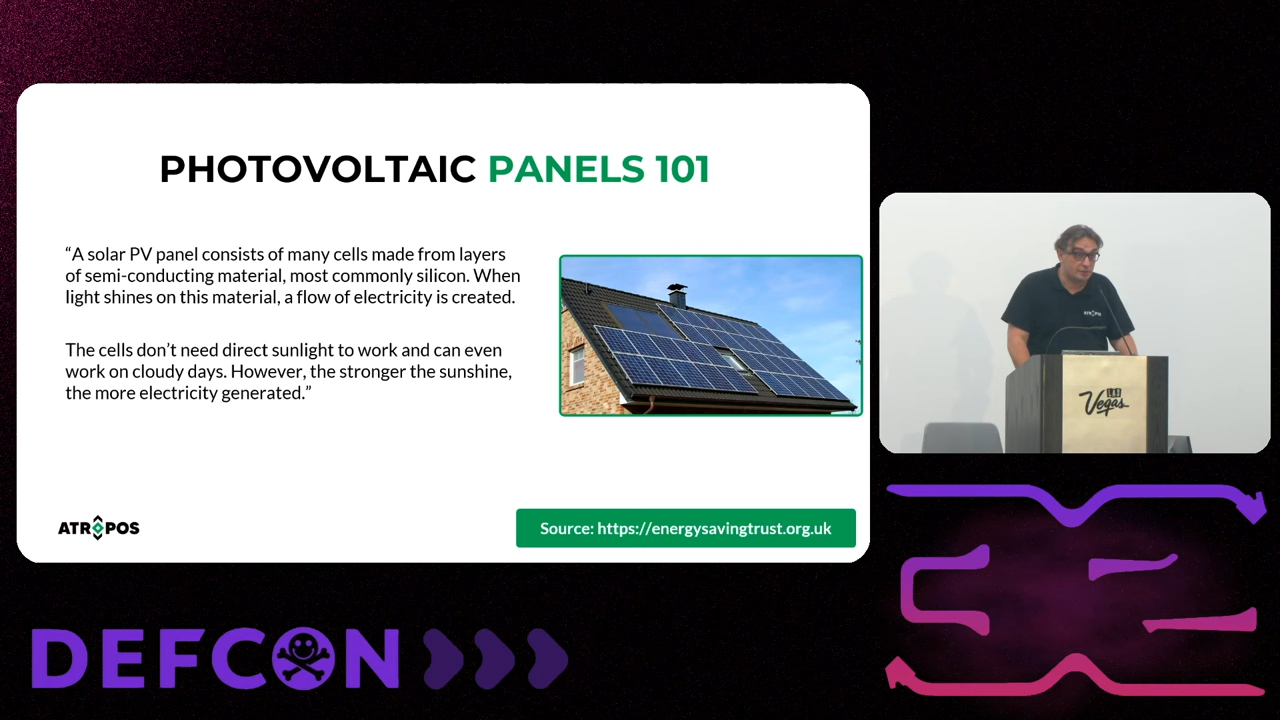 PHOTOVOLTAIC PANELS 101
“A solar PV panel consists of many cells made from layers
of semi-conducting material, most commonly silicon. When
light shines on this material, a flow of electricity is created.
The cells don’t need direct sunlight to work and can even
work on cloudy days. However, the stronger the sunshine,
the more electricity generated.”
ATROPOS
Source: https://energysavingtrust.org.uk
ATROPOS
LAS
Vegas
DEFCON